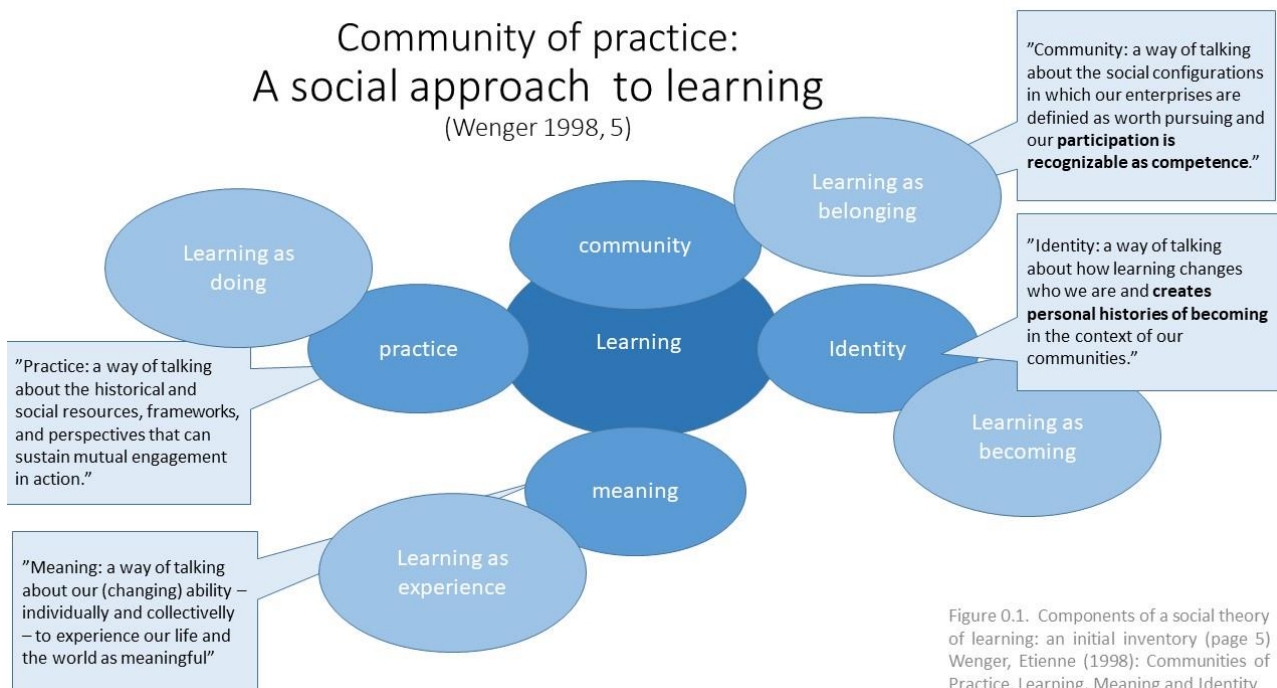 Community of practice:
A social approach to learning
(Wenger 1998, 5)
”Community: a way of talking
about the social configurations
in which our enterprises are
definied as worth pursuing and
our participation is
recognizable as competence.”
Learning as
belonging
community
Learning as
doing
”Identity: a way of talking
about how learning changes
who we are and creates
personal histories of becoming
in the context of our
communities.”
practice
Learning
Identity
”Practice: a way of talking
about the historical and
social resources, frameworks,
and perspectives that can
sustain mutual engagement
in action.”
Learning as
becoming
meaning
Learning as
experience
”Meaning: a way of talking
about our (changing) ability –
individually and collectivelly
– to experience our life and
the world as meaningful”
Figure 0.1. Components of a social theory
of learning: an initial inventory (page 5)
Wenger, Etienne (1998): Communities of
Practice. Learning, Meaning and Identity.